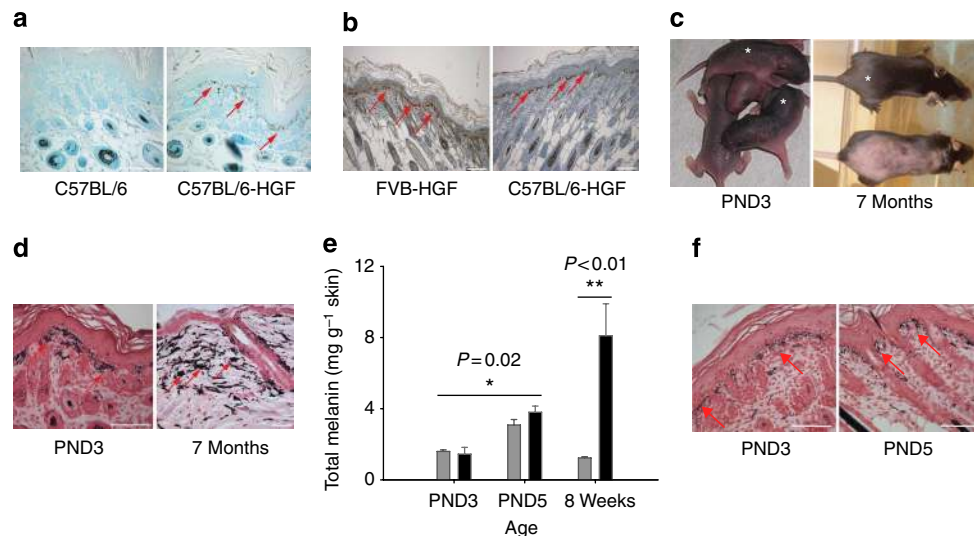 a
C57BL/6 C57BL/6-HGF
b
FVB-HGF C57BL/6-HGF
c
* * *
PND3 7 Months
d
PND3 7 Months
e
Total melanin (mg g⁻¹ skin)
12
8
4
0
P=0.02
*
P<0.01
**
PND3 PND5 8 Weeks
Age
f
PND3 PND5